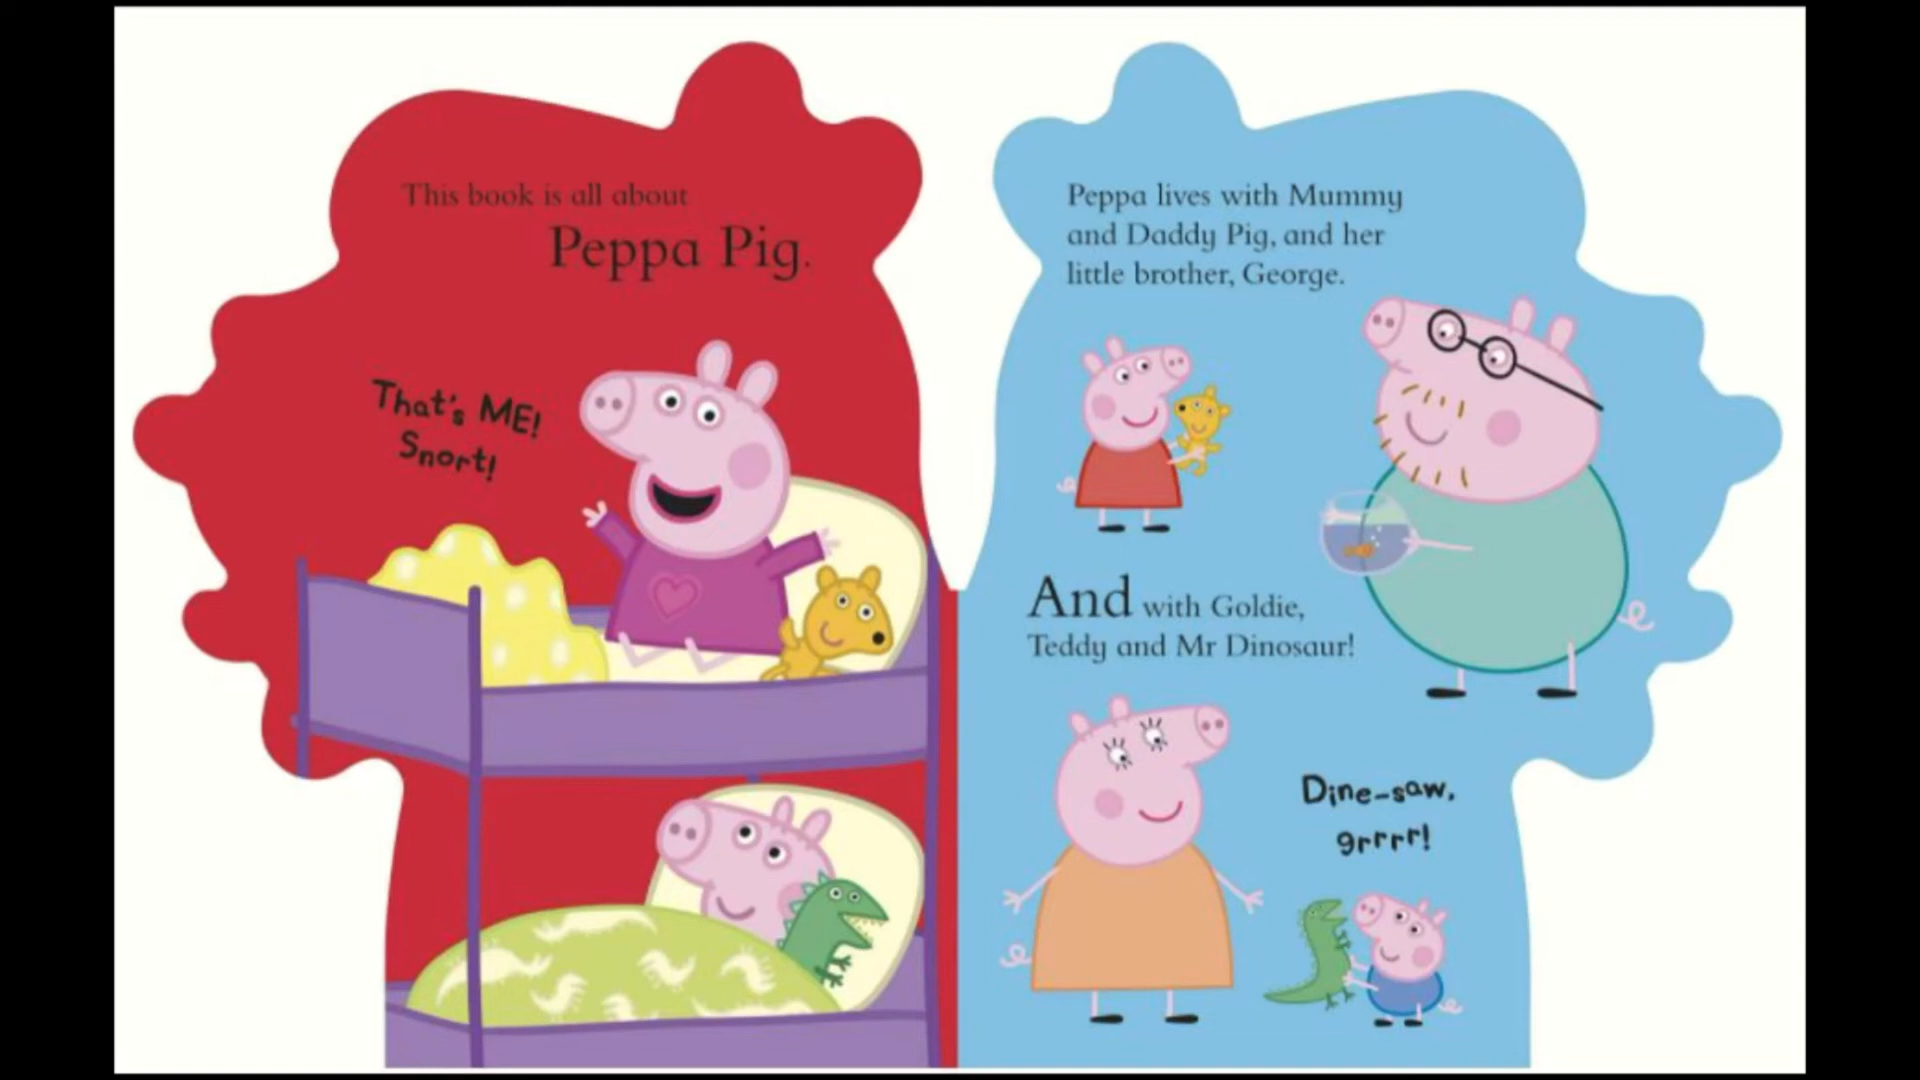 This book is all about
Peppa Pig.
That's ME!
Snort!
Peppa lives with Mummy
and Daddy Pig, and her
little brother, George.
And with Goldie,
Teddy and Mr Dinosaur!
Dine-saw,
grrrr!